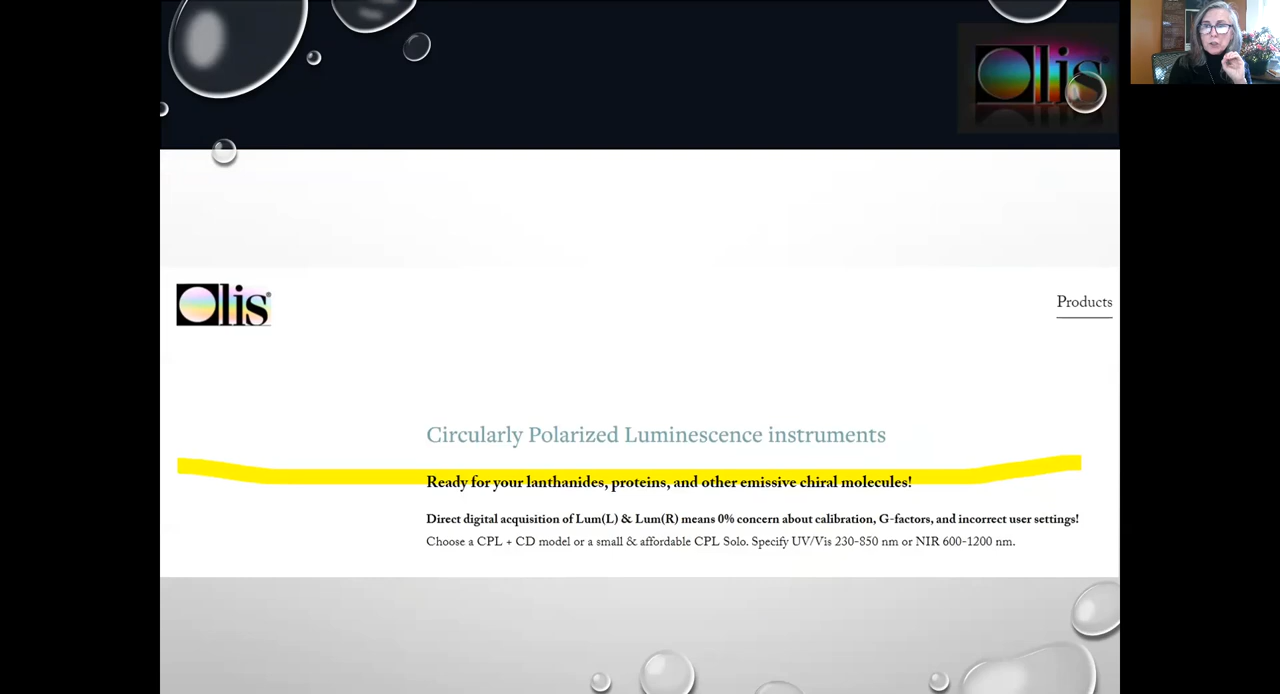 Olis
Olis®
Products
Circularly Polarized Luminescence instruments
Ready for your lanthanides, proteins, and other emissive chiral molecules!
Direct digital acquisition of Lum(L) & Lum(R) means 0% concern about calibration, G-factors, and incorrect user settings!
Choose a CPL + CD model or a small & affordable CPL Solo. Specify UV/Vis 230-850 nm or NIR 600-1200 nm.